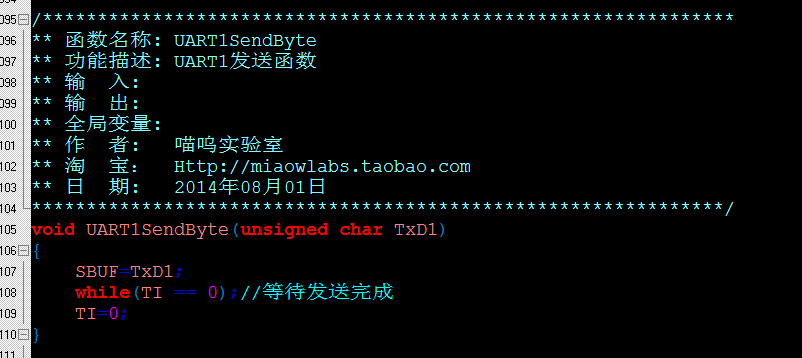 095 /***************************************************************
096 ** 函数名称: UART1SendByte
097 ** 功能描述: UART1发送函数
098 ** 输  入:
099 ** 输  出:
100 ** 全局变量:
101 ** 作  者:   喵呜实验室
102 ** 淘  宝:   Http://miaowlabs.taobao.com
103 ** 日  期:   2014年08月01日
104 ***************************************************************/
105 void UART1SendByte(unsigned char TxD1)
106 {
107     SBUF=TxD1;
108     while(TI == 0);//等待发送完成
109     TI=0;
110 }
111